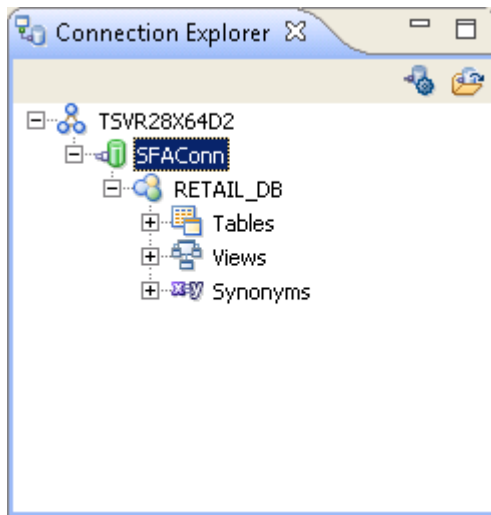 Connection Explorer
TSVR28X64D2
SFAConn
RETAIL_DB
Tables
Views
Synonyms